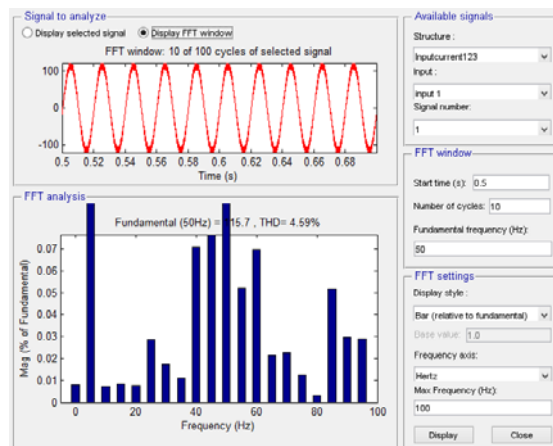 Signal to analyze
Display selected signal
Display FFT window
FFT window: 10 of 100 cycles of selected signal
100
0
-100
0.5 0.52 0.54 0.56 0.58 0.6 0.62 0.64 0.66 0.68
Time (s)
FFT analysis
Fundamental (50Hz) = 15.7 , THD= 4.59%
0.07
0.06
0.05
0.04
0.03
0.02
0.01
0
0 20 40 60 80 100
Frequency (Hz)
Mag (% of Fundamental)
Available signals
Structure :
Inputcurrent123
Input :
input 1
Signal number:
1
FFT window
Start time (s): 0.5
Number of cycles: 10
Fundamental frequency (Hz):
50
FFT settings
Display style :
Bar (relative to fundamental)
Base value: 1.0
Frequency axis:
Hertz
Max Frequency (Hz):
100
Display Close